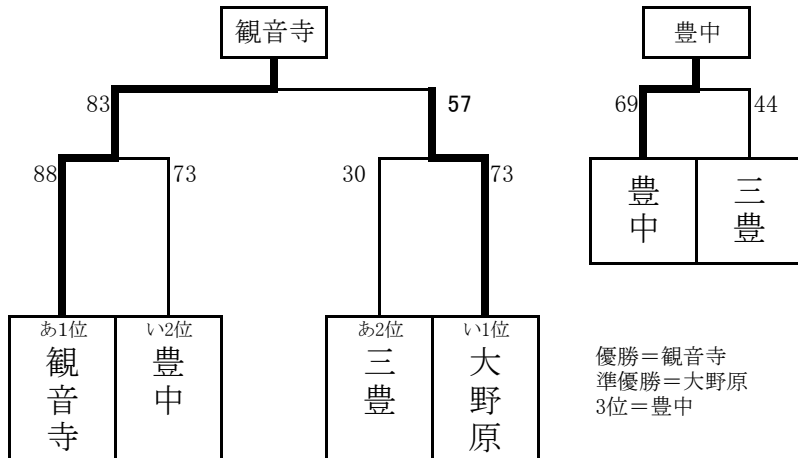 観音寺
豊中
83
57
69
44
88
73
30
73
豊中
三豊
あ1位
い2位
あ2位
い1位
観音寺
豊中
三豊
大野原
優勝＝観音寺
準優勝＝大野原
3位＝豊中